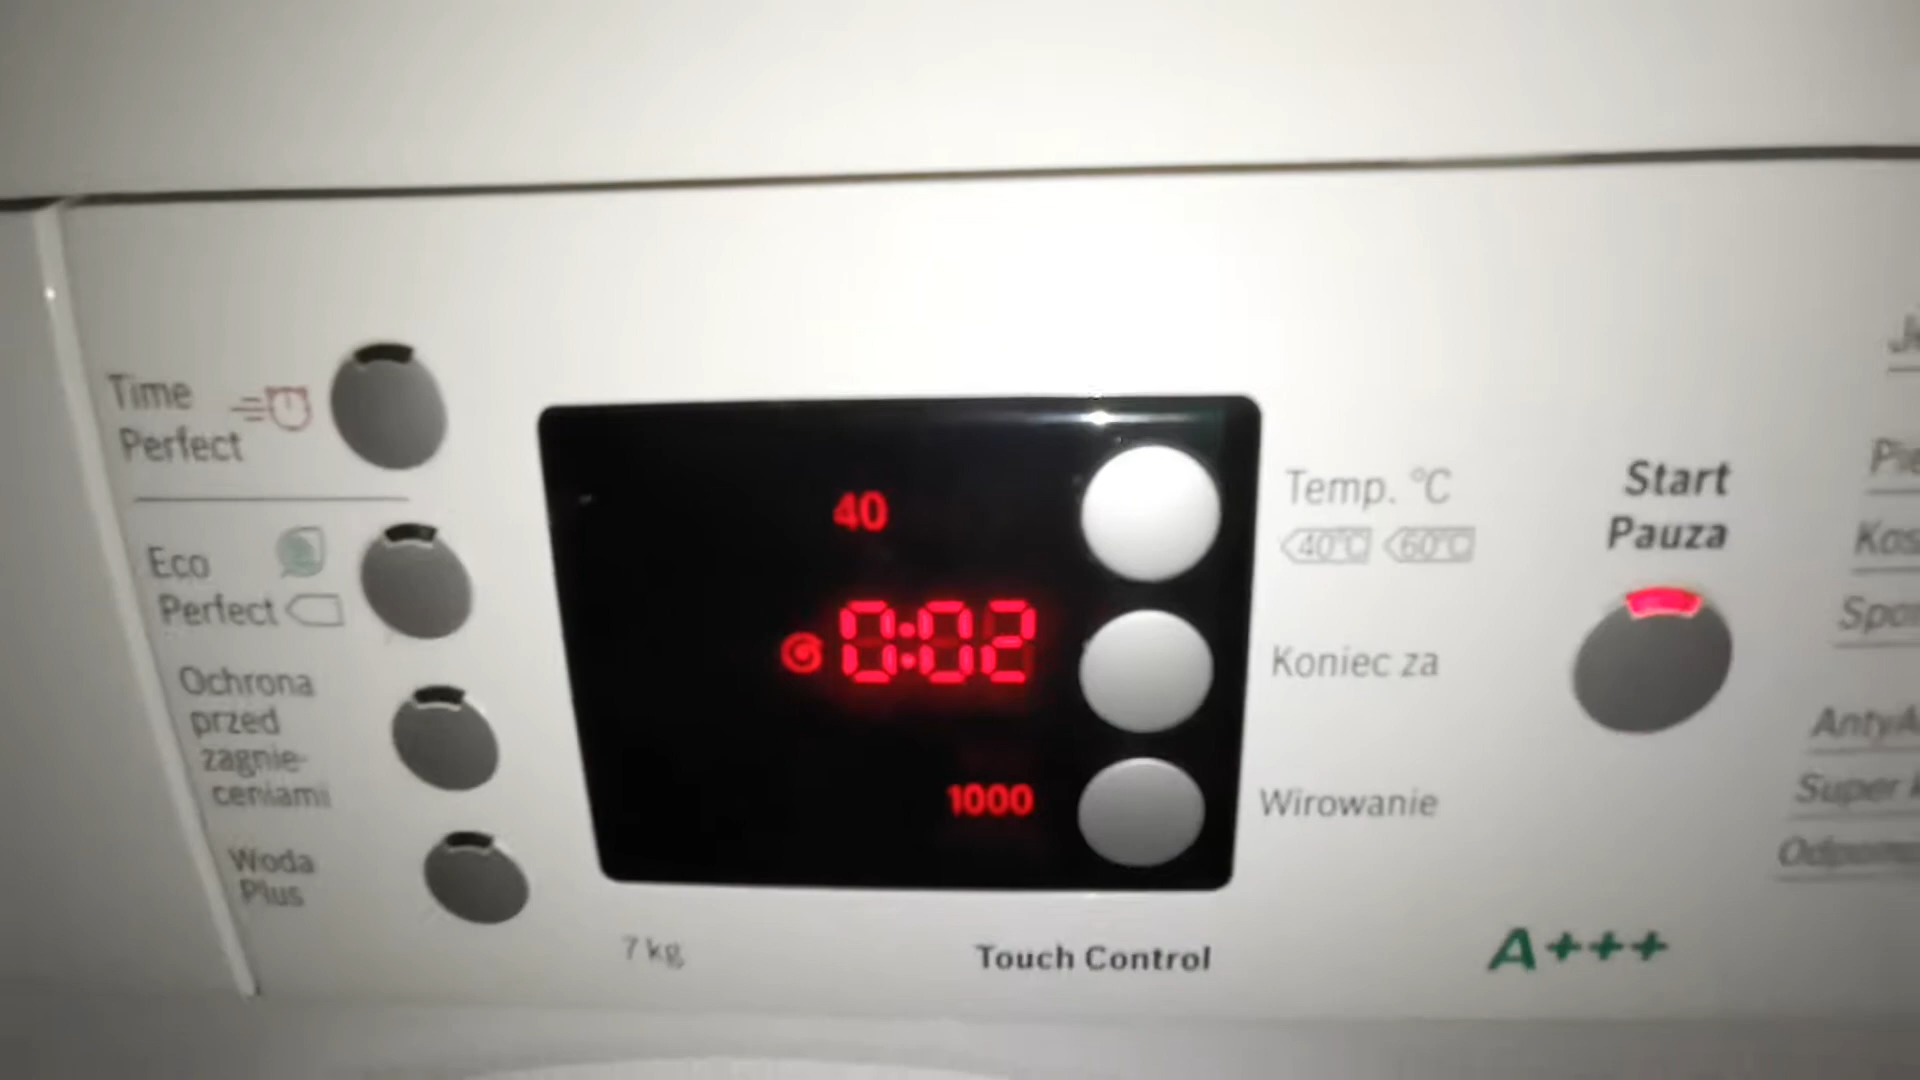 Time
Perfect
Eco
Perfect
Ochrona
przed
zagnie-
ceniami
Woda
Plus
40
0:02
1000
Temp. °C
40°C 60°C
Koniec za
Wirowanie
Start
Pauza
7 kg
Touch Control
A+++
Super